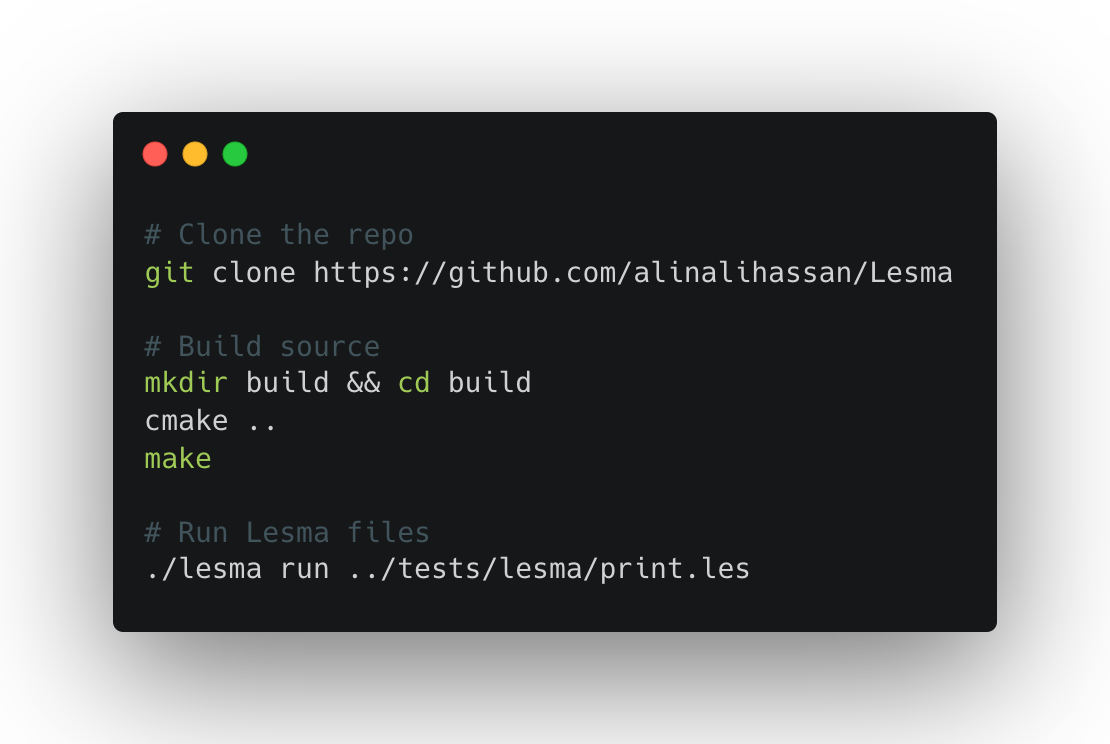 # Clone the repo
git clone https://github.com/alinalihassan/Lesma
# Build source
mkdir build && cd build
cmake ..
make
# Run Lesma files
./lesma run ../tests/lesma/print.les